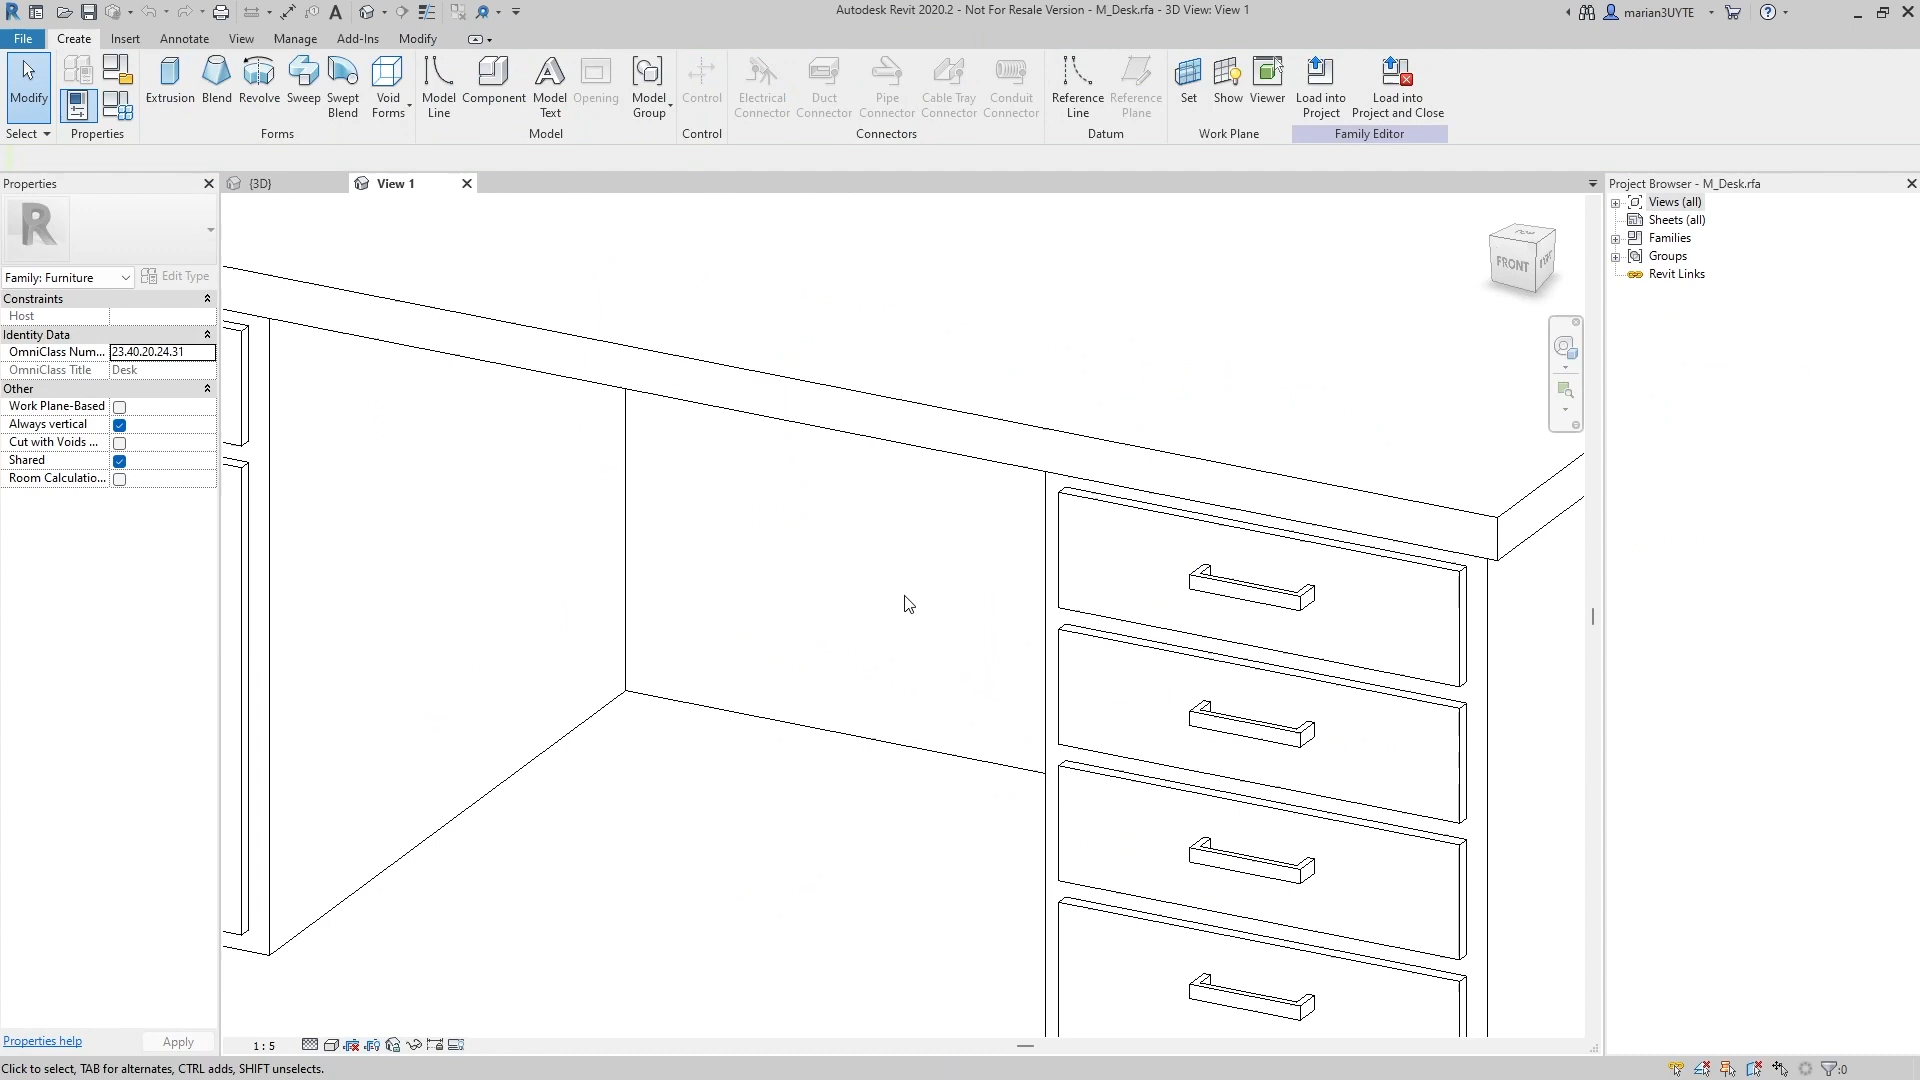 Autodesk Revit 2020.2 - Not For Resale Version - M_Desk.rfa - 3D View: View 1
marian3UYTE
File Create Insert Annotate View Manage Add-Ins Modify
Modify
Extrusion Blend Revolve Sweep Swept Blend Void Forms
Model Line Component Model Text Opening Model Group
Control
Electrical Connector Duct Connector Pipe Connector Cable Tray Connector Conduit Connector
Reference Line Reference Plane
Set Show Viewer
Load into Project Load into Project and Close
Select Properties Forms Model Control Connectors Datum Work Plane Family Editor
Properties
{3D} View 1
Project Browser - M_Desk.rfa
Family: Furniture Edit Type
Constraints
Host
Identity Data
OmniClass Num... 23.40.20.24.31
OmniClass Title Desk
Other
Work Plane-Based
Always vertical
Cut with Voids ...
Shared
Room Calculatio...
FRONT
Views (all)
Sheets (all)
Families
Groups
Revit Links
Properties help Apply
1 : 5
Click to select, TAB for alternates, CTRL adds, SHIFT unselects.
:0